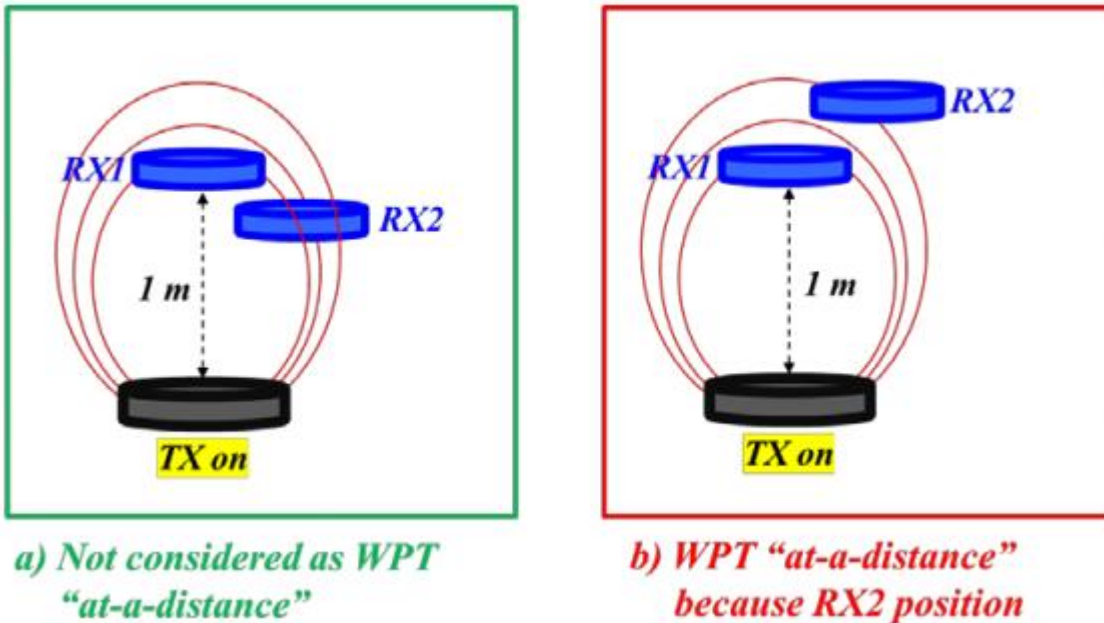 RX1
RX2
1 m
TX on
a) Not considered as WPT
“at-a-distance”
RX2
RX1
1 m
TX on
b) WPT “at-a-distance”
because RX2 position